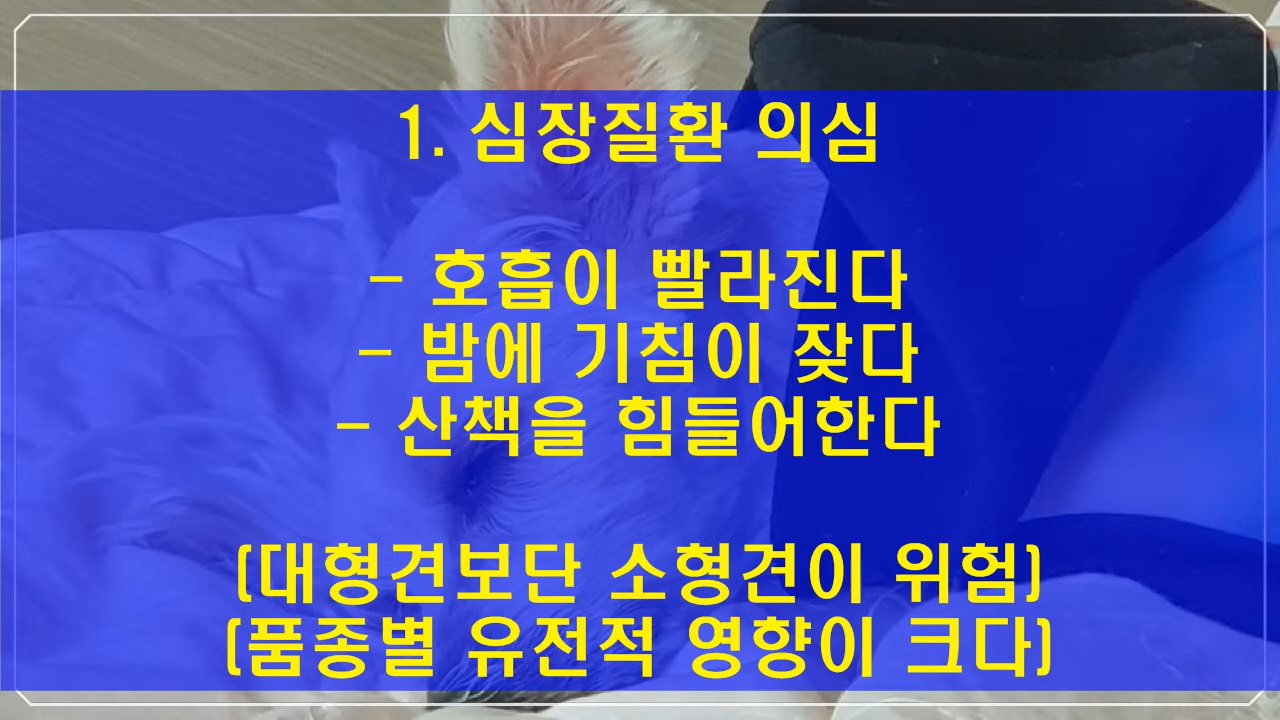 1. 심장질환 의심
- 호흡이 빨라진다
- 밤에 기침이 잦다
- 산책을 힘들어한다
(대형견보단 소형견이 위험)
(품종별 유전적 영향이 크다)